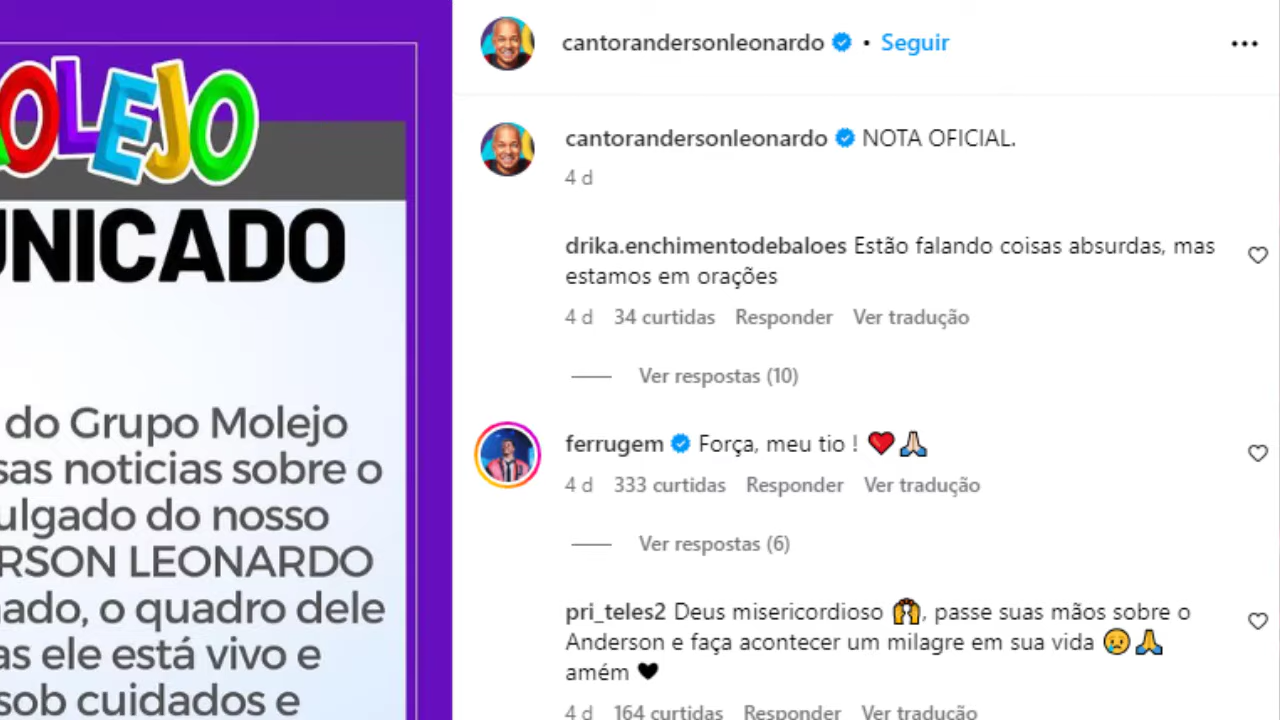 OLEJO
UNICADO
do Grupo Molejo
sas noticias sobre o
ulgado do nosso
RSON LEONARDO
ado, o quadro dele
as ele está vivo e
sob cuidados e
cantorandersonleonardo • Seguir
cantorandersonleonardo NOTA OFICIAL.
4 d
drika.enchimentodebaloes Estão falando coisas absurdas, mas
estamos em orações
4 d 34 curtidas Responder Ver tradução
Ver respostas (10)
ferrugem Força, meu tio ! ❤️🙏🏻
4 d 333 curtidas Responder Ver tradução
Ver respostas (6)
pri_teles2 Deus misericordioso 🙌, passe suas mãos sobre o
Anderson e faça acontecer um milagre em sua vida 😢🙏
amém 🖤
4 d 164 curtidas Responder Ver tradução